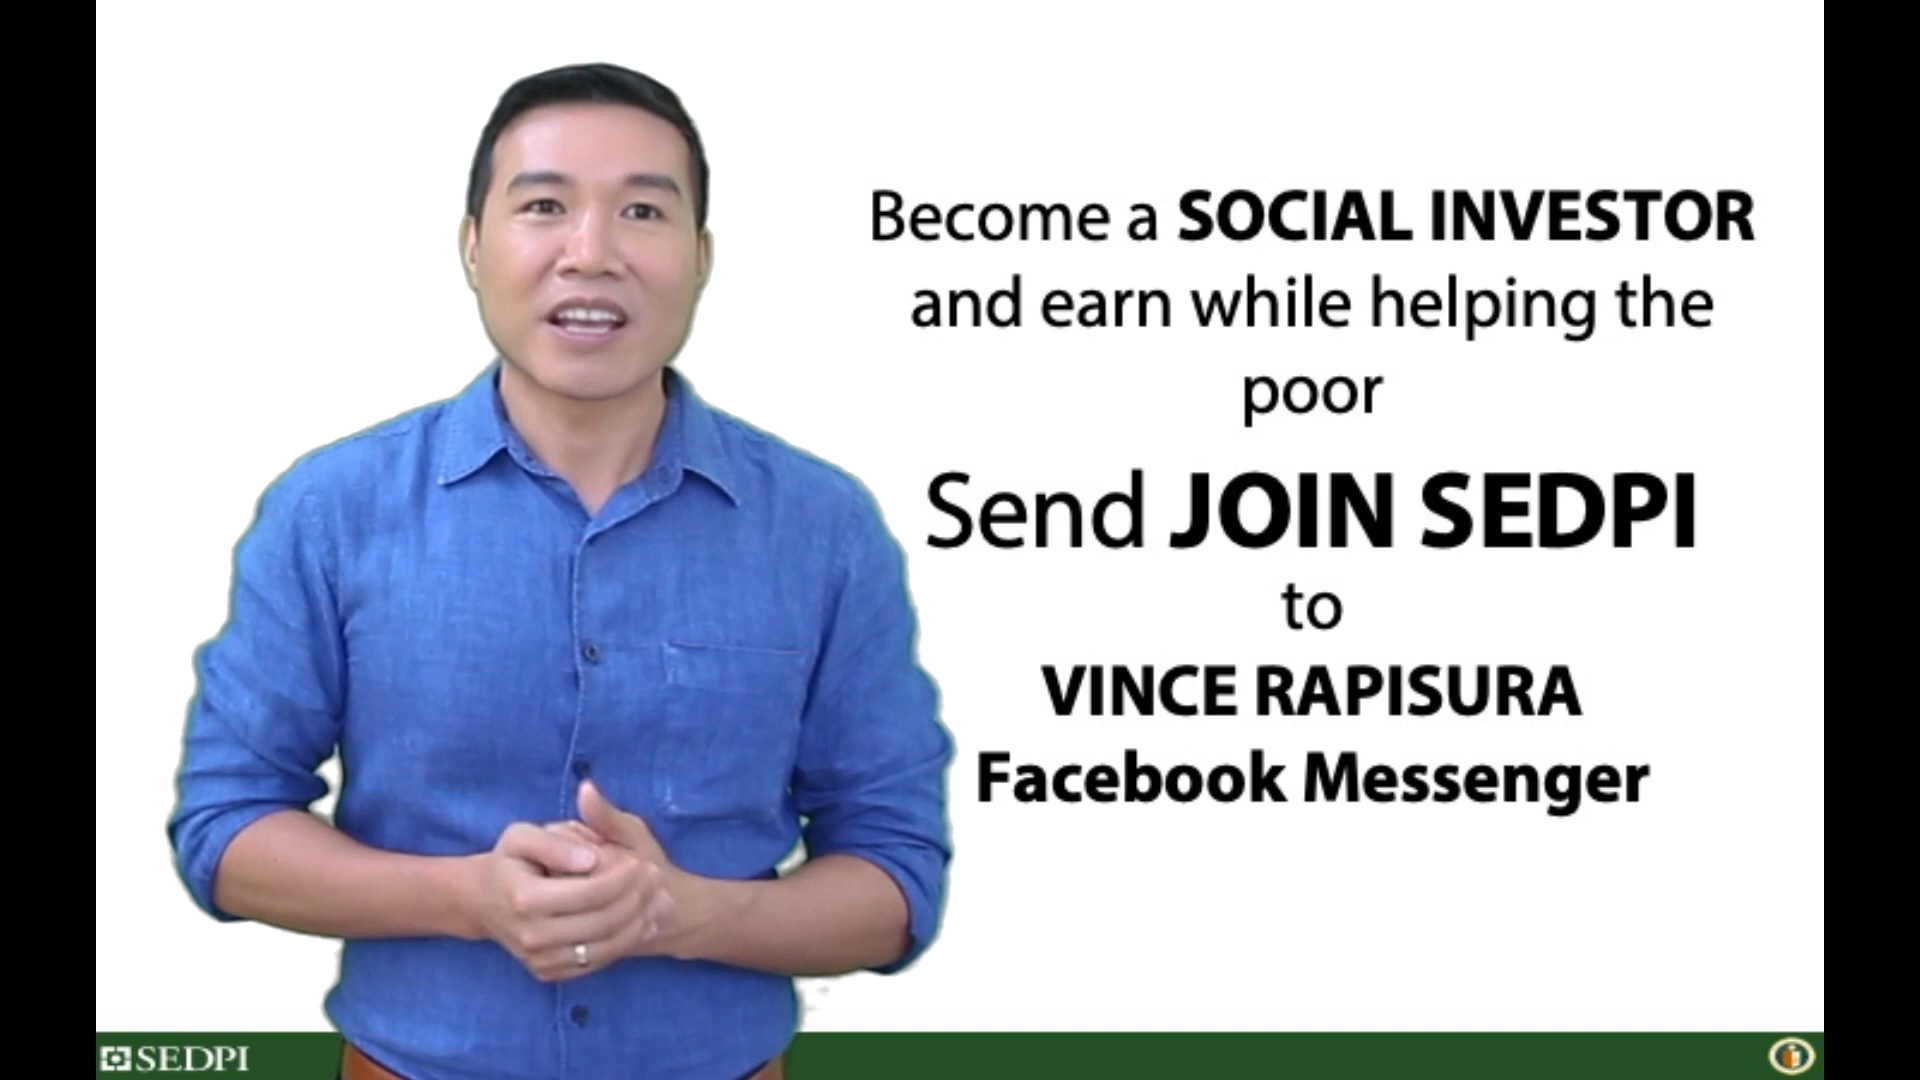 Become a SOCIAL INVESTOR
and earn while helping the
poor
Send JOIN SEDPI
to
VINCE RAPISURA
Facebook Messenger
SEDPI